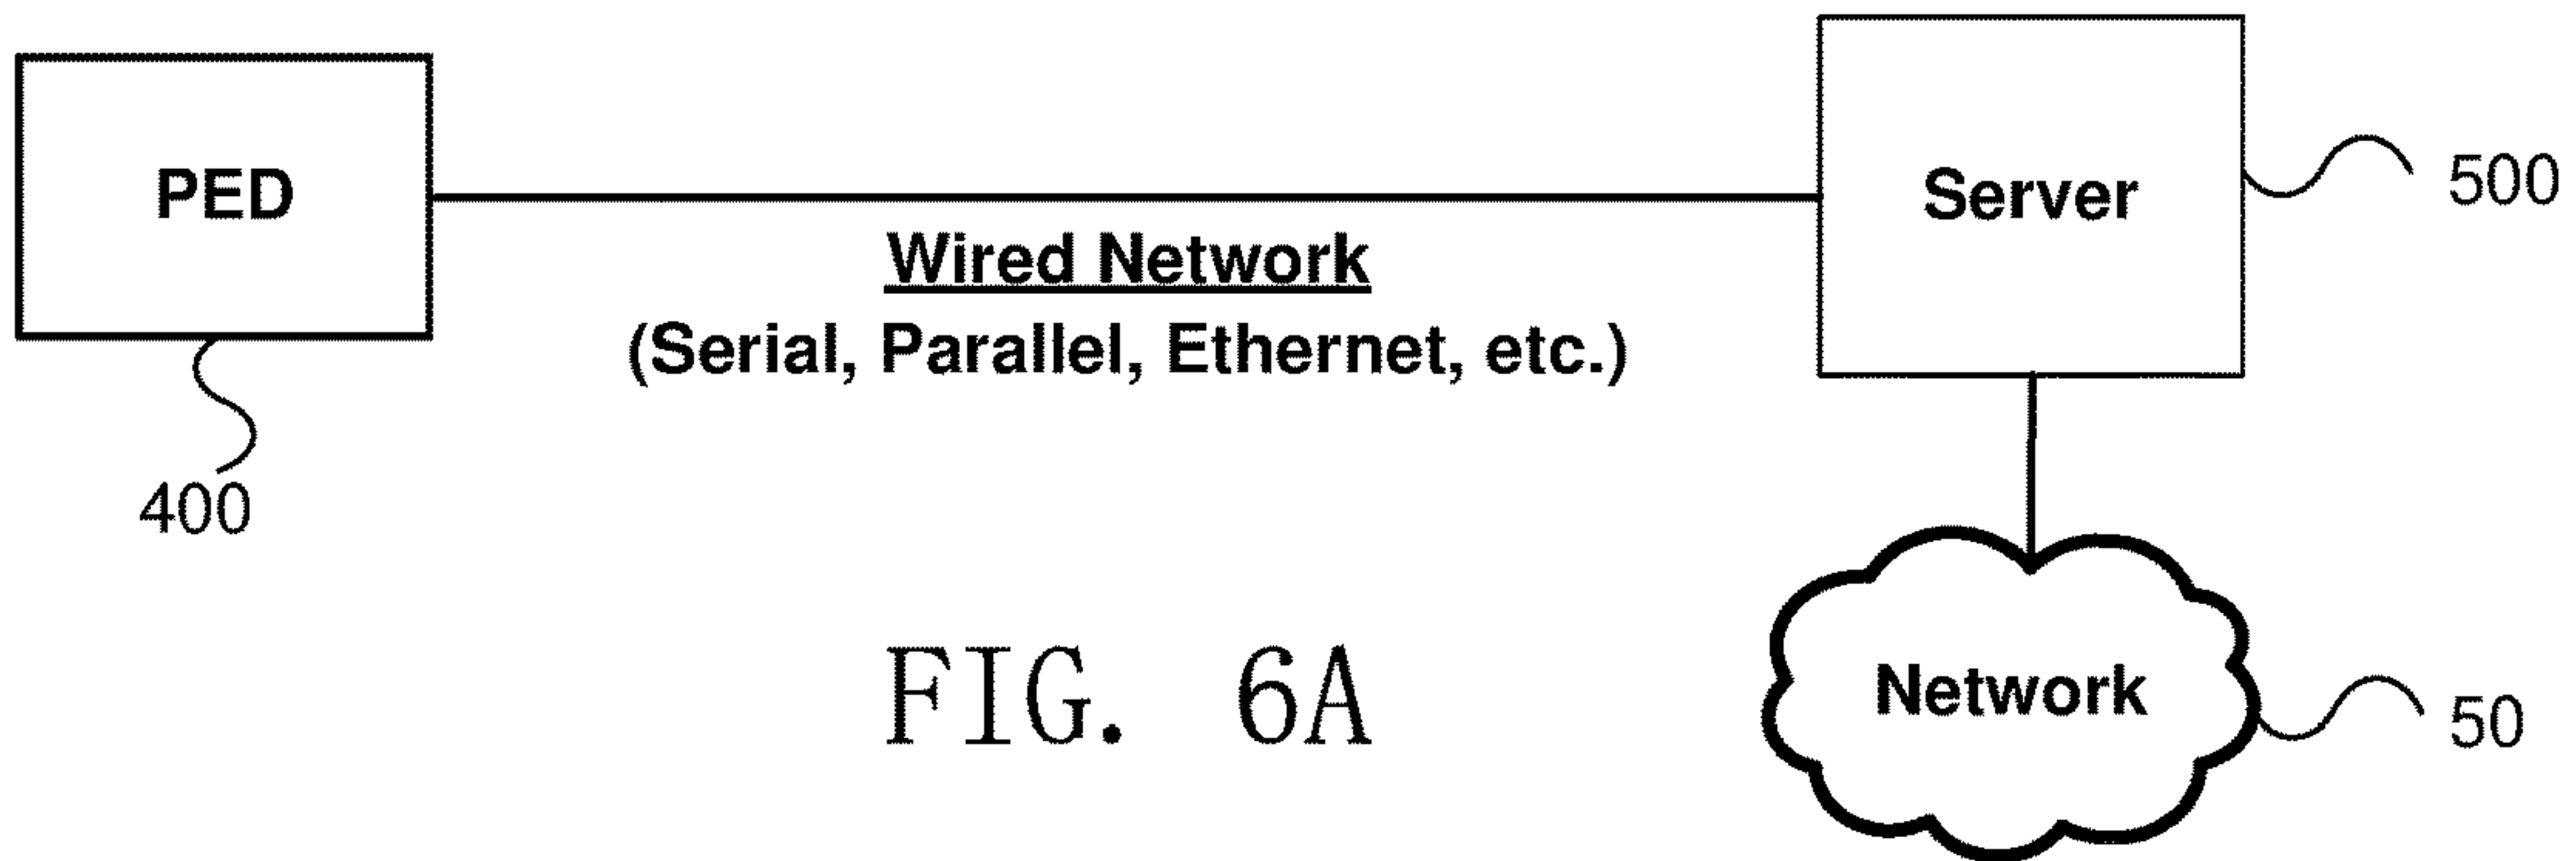 PED
Server
500
Wired Network
(Serial, Parallel, Ethernet, etc.)
400
Network
50
FIG. 6A